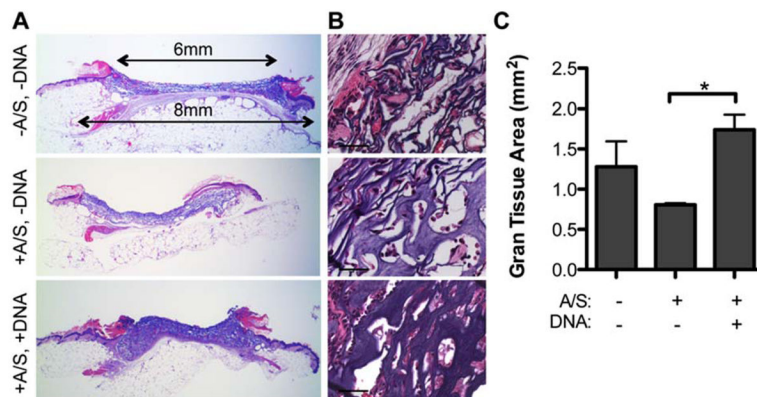 A
B
C
-A/S, -DNA
6mm
8mm
+A/S, -DNA
+A/S, +DNA
Gran Tissue Area (mm²)
2.5
2.0
1.5
1.0
0.5
0.0
*
A/S: - + +
DNA: - - +